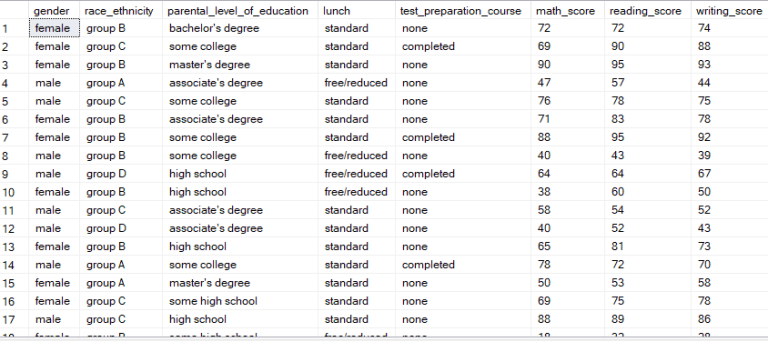 gender race_ethnicity parental_level_of_education lunch test_preparation_course math_score reading_score writing_score
1 female group B bachelor's degree standard none 72 72 74
2 female group C some college standard completed 69 90 88
3 female group B master's degree standard none 90 95 93
4 male group A associate's degree free/reduced none 47 57 44
5 male group C some college standard none 76 78 75
6 female group B associate's degree standard none 71 83 78
7 female group B some college standard completed 88 95 92
8 male group B some college free/reduced none 40 43 39
9 male group D high school free/reduced completed 64 64 67
10 female group B high school free/reduced none 38 60 50
11 male group C associate's degree standard none 58 54 52
12 male group D associate's degree standard none 40 52 43
13 female group B high school standard none 65 81 73
14 male group A some college standard completed 78 72 70
15 female group A master's degree standard none 50 53 58
16 female group C some high school standard none 69 75 78
17 male group C high school standard none 88 89 86